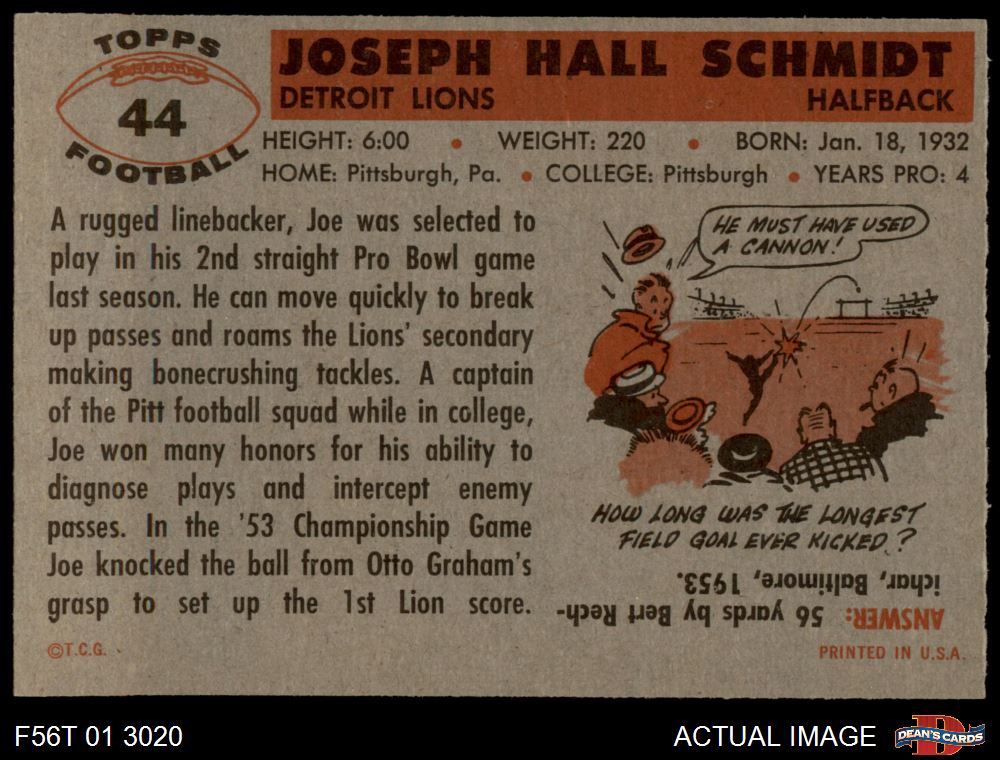 TOPPS
44
FOOTBALL
JOSEPH HALL SCHMIDT
DETROIT LIONS HALFBACK
HEIGHT: 6:00 • WEIGHT: 220 • BORN: Jan. 18, 1932
HOME: Pittsburgh, Pa. • COLLEGE: Pittsburgh • YEARS PRO: 4
A rugged linebacker, Joe was selected to
play in his 2nd straight Pro Bowl game
last season. He can move quickly to break
up passes and roams the Lions' secondary
making bonecrushing tackles. A captain
of the Pitt football squad while in college,
Joe won many honors for his ability to
diagnose plays and intercept enemy
passes. In the '53 Championship Game
Joe knocked the ball from Otto Graham's
grasp to set up the 1st Lion score.
HE MUST HAVE USED
A CANNON!
HOW LONG WAS THE LONGEST
FIELD GOAL EVER KICKED?
ANSWER: 56 yards by Bert Rech-
ichar, Baltimore, 1953.
©T.C.G.
PRINTED IN U.S.A.
F56T 01 3020
ACTUAL IMAGE
D
DEAN'S CARDS